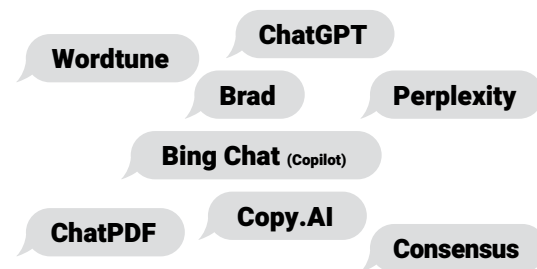 ChatGPT
Wordtune
Brad
Perplexity
Bing Chat (Copilot)
Copy.AI
ChatPDF
Consensus